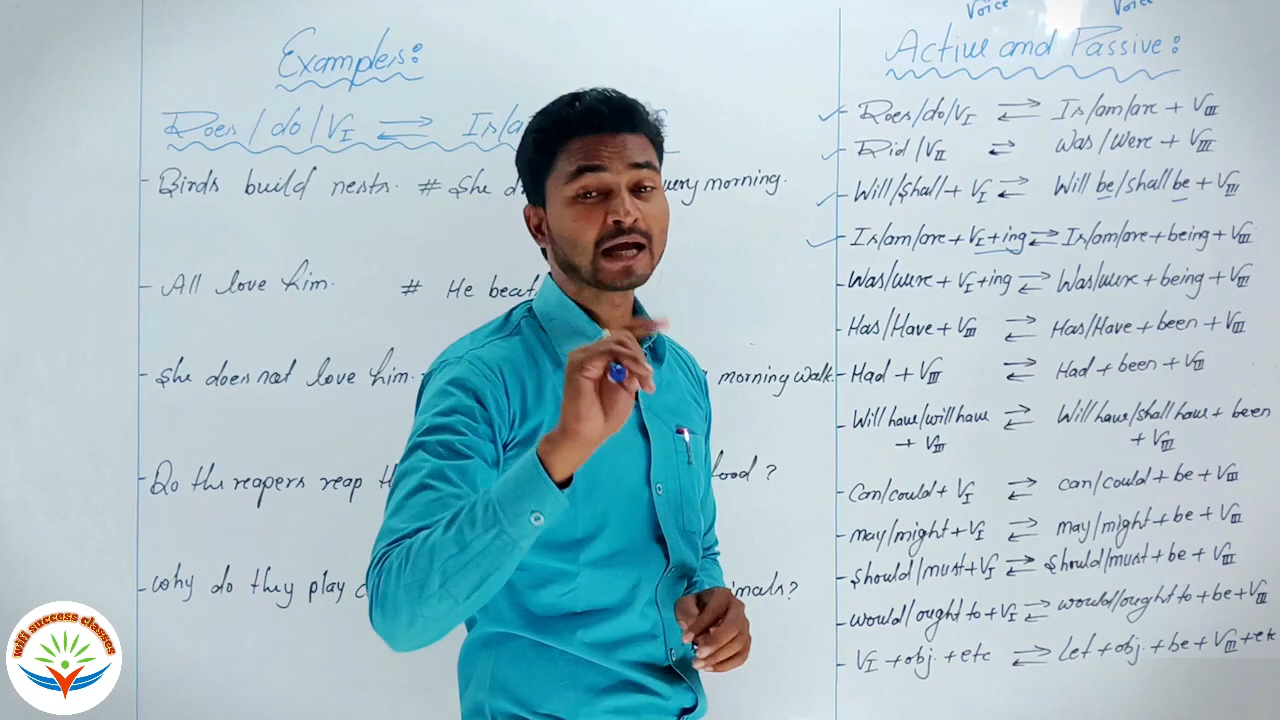 Examples:
Does/do/VI ⇌ Is/a
- Birds build nests. # She very morning.
- All love him. # He beats
- She does not love him. morning walk.
- Do the reapers reap food?
- Why do they play animals?
Voice Voice
Active and Passive:
✓ - Does/do/VI ⇌ Is/am/are + VIII
✓ - Did/VII ⇌ Was/Were + VIII
✓ - Will/Shall + VI ⇌ Will be/shall be + VIII
✓ - Is/am/are + VI+ing ⇌ Is/am/are + being + VIII
- Was/were + VI+ing ⇌ Was/were + being + VIII
- Has/Have + VIII ⇌ Has/Have + been + VIII
- Had + VIII ⇌ Had + been + VIII
- Will have/will have ⇌ Will have/shall have + been
+ VIII + VIII
- Can/could + VI ⇌ can/could + be + VIII
- may/might + VI ⇌ may/might + be + VIII
- Should/must + VI ⇌ Should/must + be + VIII
- would/ought to + VI ⇌ would/ought to + be + VIII
- VI + obj. + etc ⇌ Let + obj. + be + VIII + etc
wifi success classes